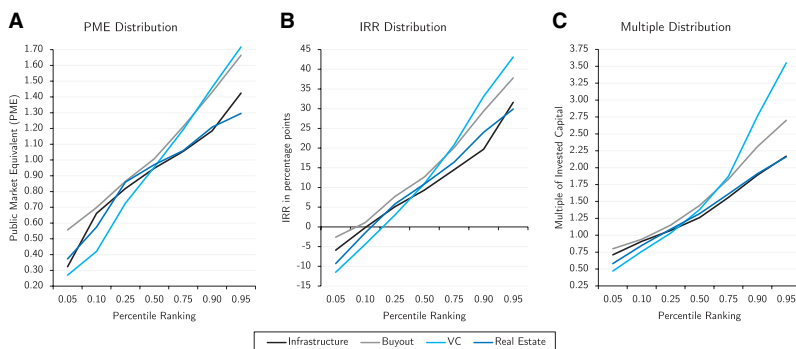 A
PME Distribution
Public Market Equivalent (PME)
1.70
1.60
1.50
1.40
1.30
1.20
1.10
1.00
0.90
0.80
0.70
0.60
0.50
0.40
0.30
0.20
0.05 0.10 0.25 0.50 0.75 0.90 0.95
Percentile Ranking
B
IRR Distribution
IRR in percentage points
45
40
35
30
25
20
15
10
5
0
-5
-10
-15
0.05 0.10 0.25 0.50 0.75 0.90 0.95
Percentile Ranking
C
Multiple Distribution
Multiple of Invested Capital
3.75
3.50
3.25
3.00
2.75
2.50
2.25
2.00
1.75
1.50
1.25
1.00
0.75
0.50
0.25
0.05 0.10 0.25 0.50 0.75 0.90 0.95
Percentile Ranking
Infrastructure Buyout VC Real Estate